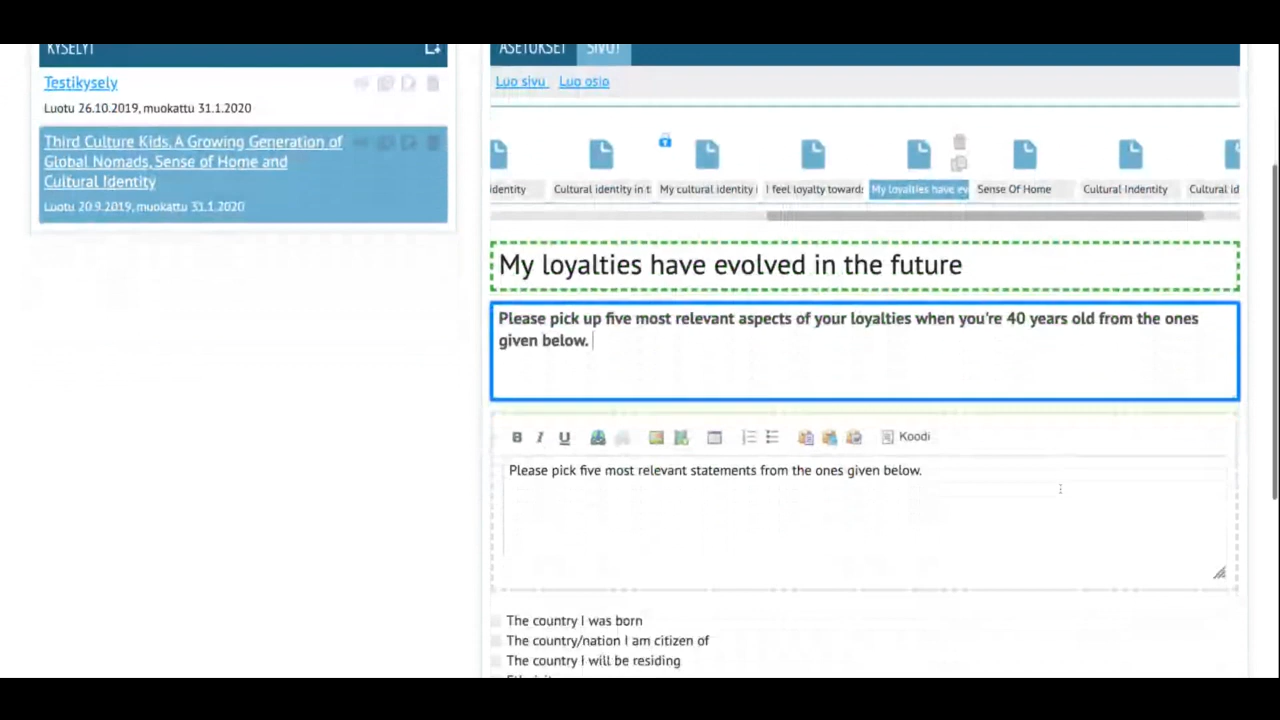 KYSELYT
ASETUKSET SIVUT
Testikysely
Luotu 26.10.2019, muokattu 31.1.2020
Third Culture Kids. A Growing Generation of
Global Nomads, Sense of Home and
Cultural Identity
Luotu 20.9.2019, muokattu 31.1.2020
Luo sivu Luo osio
identity Cultural identity in t My cultural identity I feel loyalty towards My loyalties have ev Sense Of Home Cultural Indentity Cultural id
My loyalties have evolved in the future
Please pick up five most relevant aspects of your loyalties when you're 40 years old from the ones
given below.
B I U Koodi
Please pick five most relevant statements from the ones given below.
The country I was born
The country/nation I am citizen of
The country I will be residing